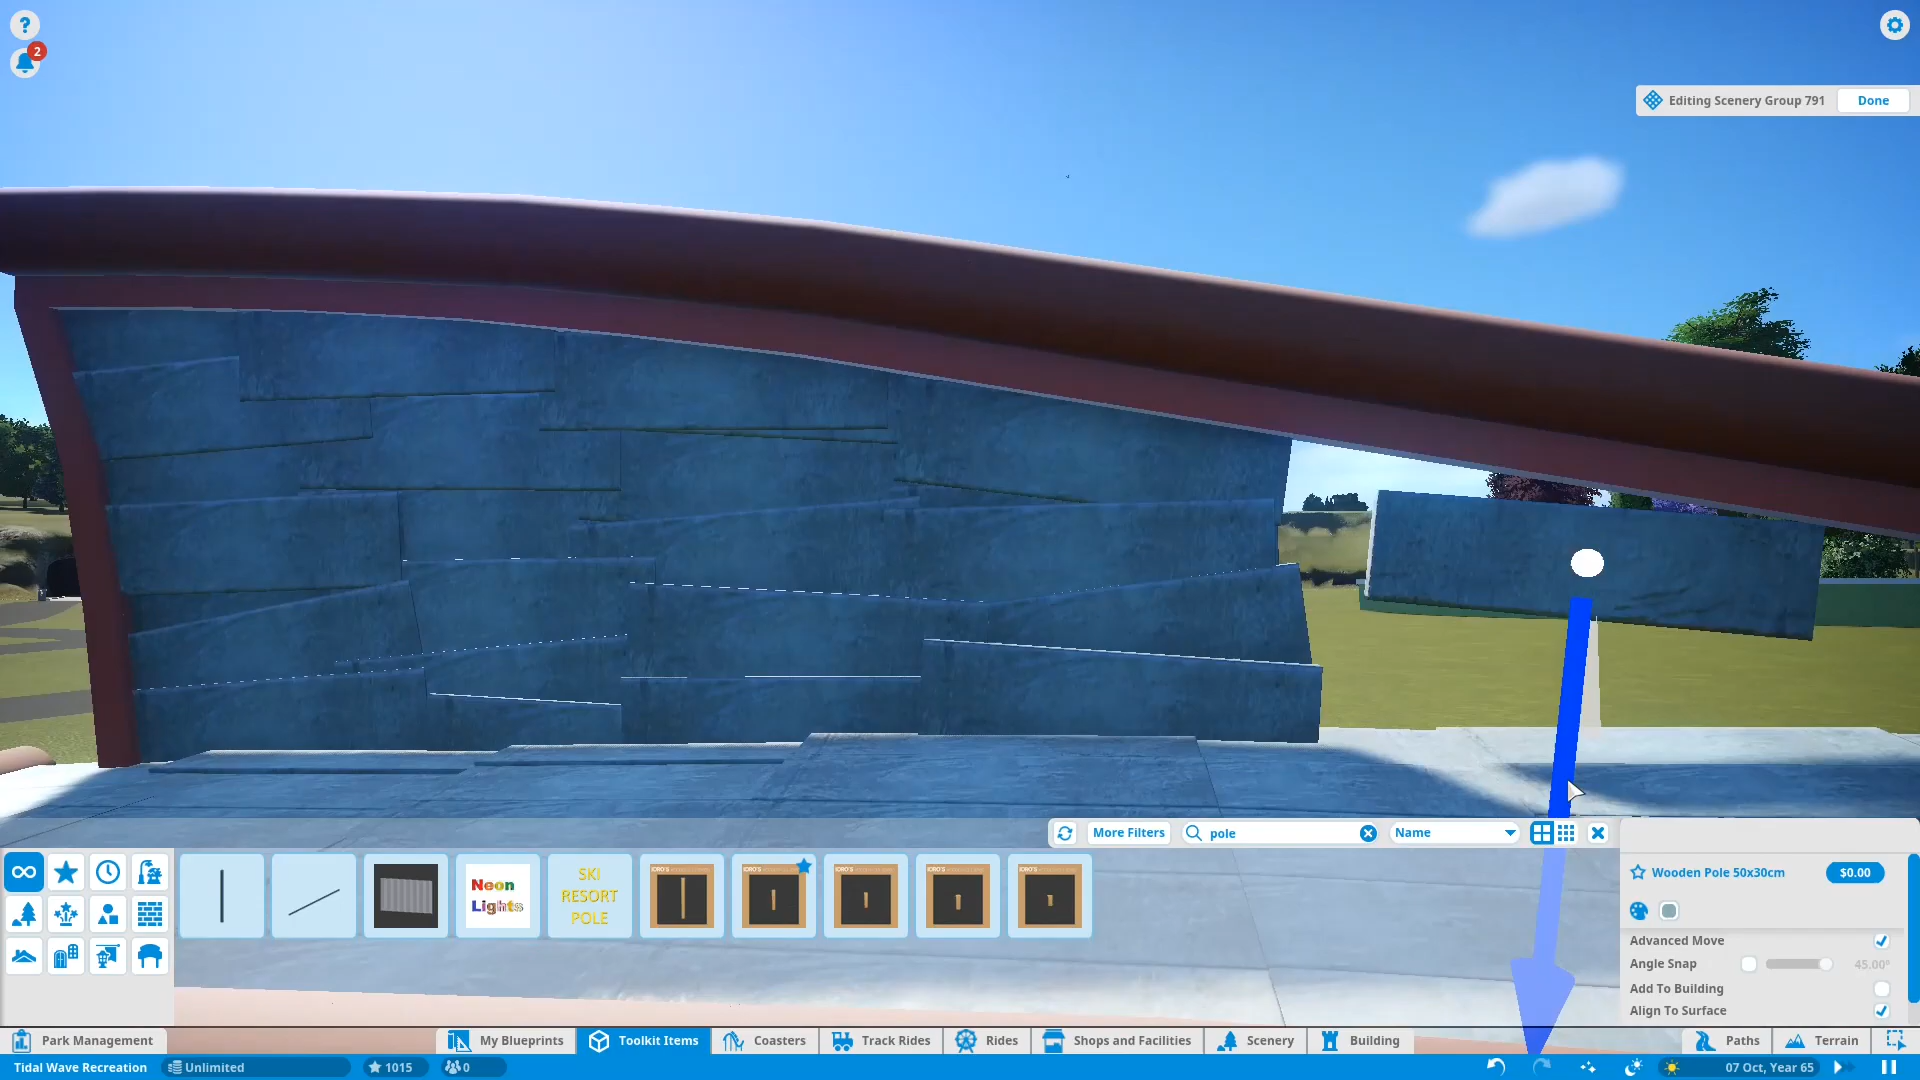 ?
2
Editing Scenery Group 791
Done
More Filters
pole
Name
Neon
Lights
SKI
RESORT
POLE
Wooden Pole 50x30cm
$0.00
Advanced Move
Angle Snap
45.00°
Add To Building
Align To Surface
Park Management
My Blueprints
Toolkit Items
Coasters
Track Rides
Rides
Shops and Facilities
Scenery
Building
Paths
Terrain
Tidal Wave Recreation
Unlimited
1015
0
07 Oct, Year 65